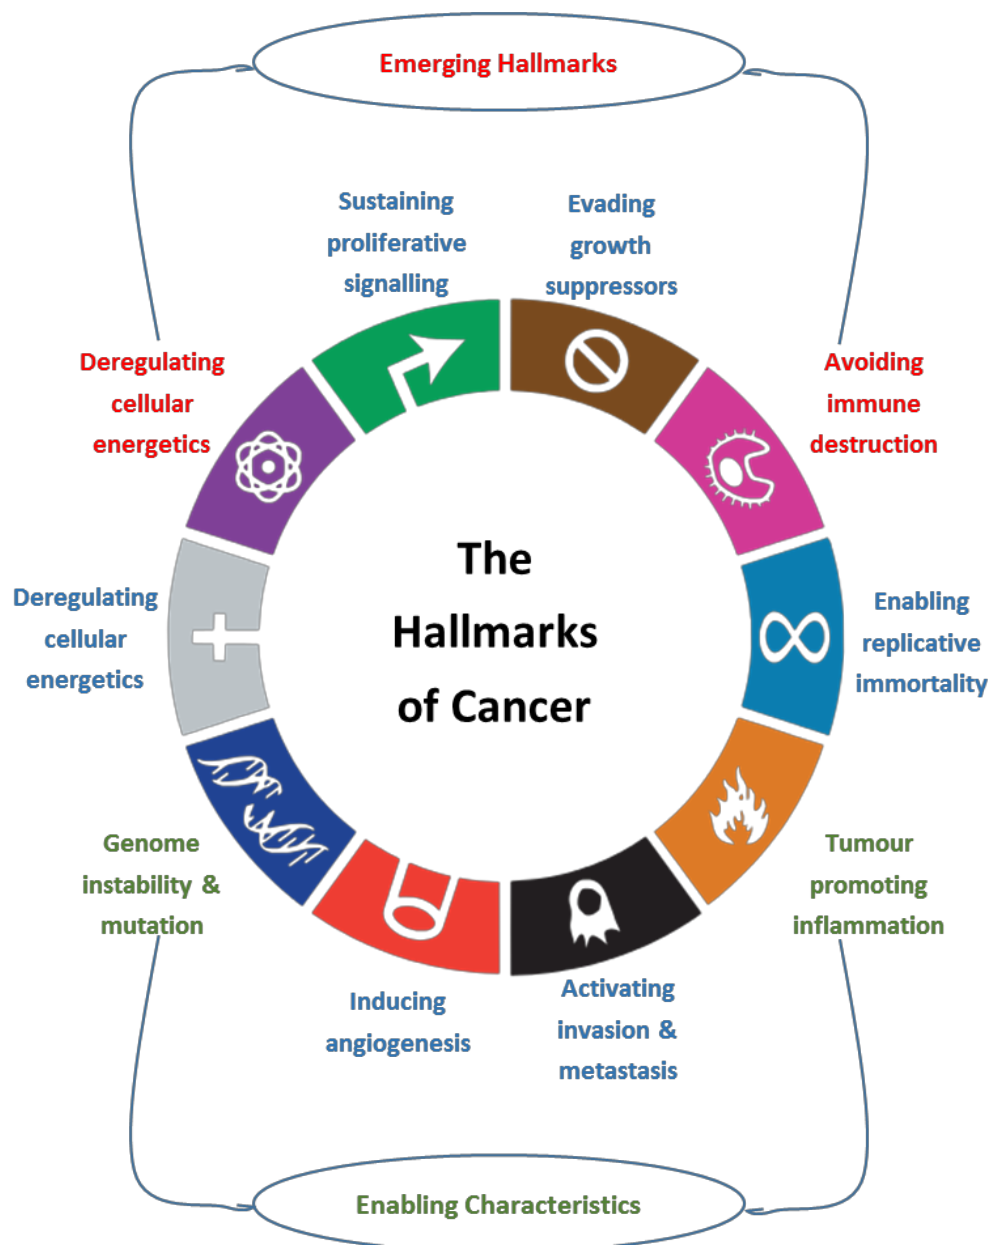 Emerging Hallmarks
Sustaining
proliferative
signalling
Evading
growth
suppressors
Deregulating
cellular
energetics
Avoiding
immune
destruction
The
Hallmarks
of Cancer
Deregulating
cellular
energetics
Enabling
replicative
immortality
Genome
instability &
mutation
Tumour
promoting
inflammation
Inducing
angiogenesis
Activating
invasion &
metastasis
Enabling Characteristics